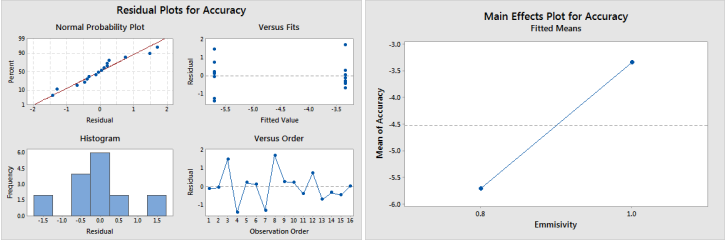 Residual Plots for Accuracy
Normal Probability Plot
Versus Fits
99
90
50
10
1
Percent
-2
-1
0
1
2
Residual
2
1
0
-1
Residual
-5.5
-5.0
-4.5
-4.0
-3.5
Fitted Value
Histogram
Versus Order
6.0
4.5
3.0
1.5
0.0
Frequency
-1.5
-1.0
-0.5
0.0
0.5
1.0
1.5
Residual
2
1
0
-1
Residual
1 2 3 4 5 6 7 8 9 10 11 12 13 14 15 16
Observation Order
Main Effects Plot for Accuracy
Fitted Means
-3.0
-3.5
-4.0
-4.5
-5.0
-5.5
-6.0
Mean of Accuracy
0.8
1.0
Emmisivity